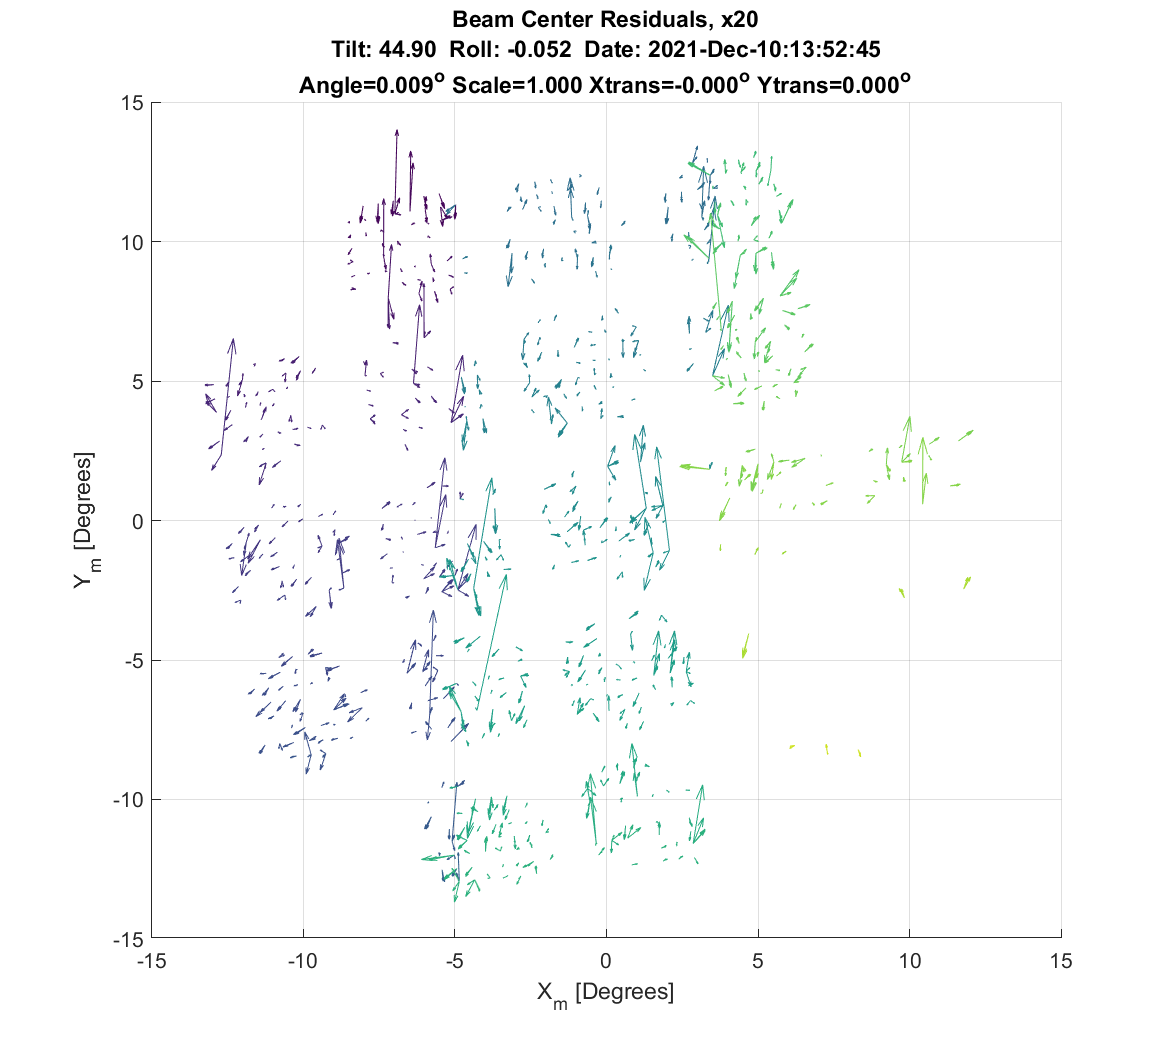 Beam Center Residuals, x20
Tilt: 44.90 Roll: -0.052 Date: 2021-Dec-10:13:52:45
Angle=0.009° Scale=1.000 Xtrans=-0.000° Ytrans=0.000°
15
10
5
0
-5
-10
-15
Y_m [Degrees]
-15 -10 -5 0 5 10 15
X_m [Degrees]